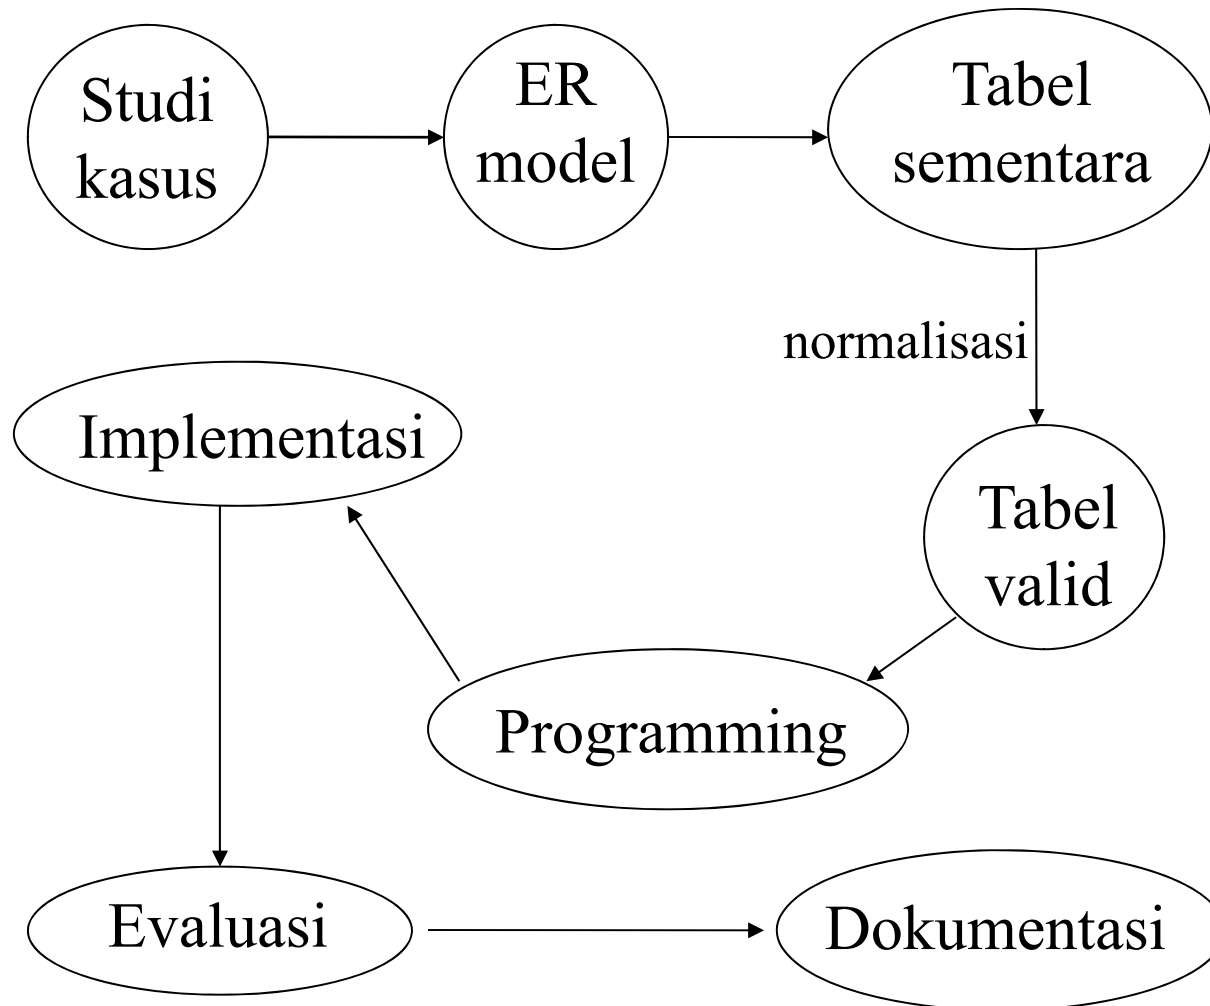 Studi
kasus
ER
model
Tabel
sementara
normalisasi
Tabel
valid
Programming
Implementasi
Evaluasi
Dokumentasi